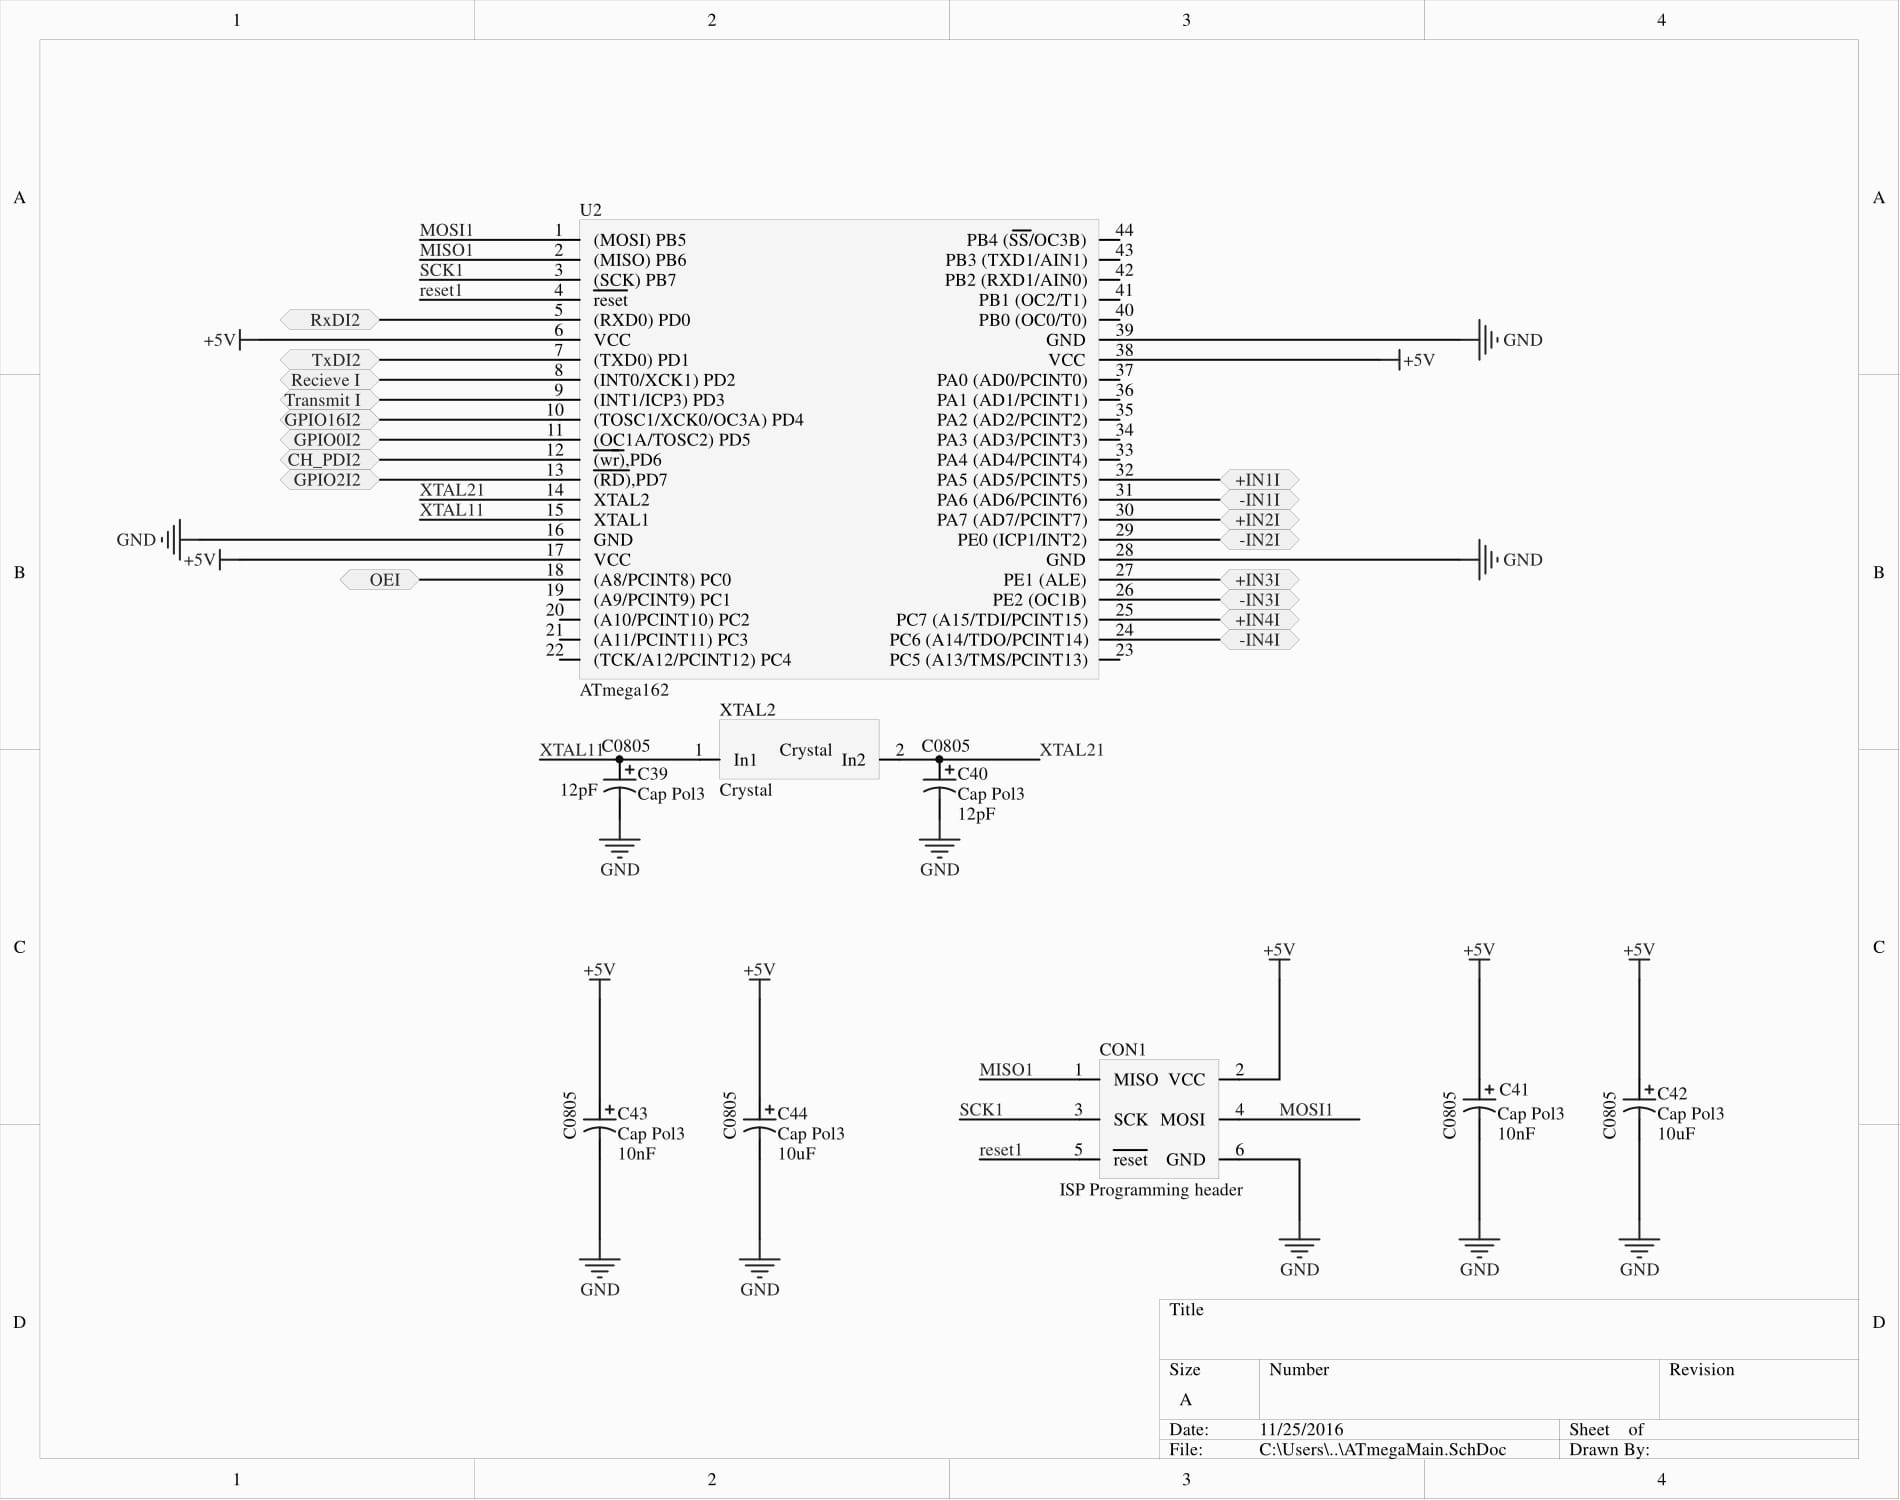 1 2 3 4
A A
U2
MOSI1 1 (MOSI) PB5 PB4 (SS/OC3B) 44
MISO1 2 (MISO) PB6 PB3 (TXD1/AIN1) 43
SCK1 3 (SCK) PB7 PB2 (RXD1/AIN0) 42
reset1 4 reset PB1 (OC2/T1) 41
RxDI2 5 (RXD0) PD0 PB0 (OC0/T0) 40
+5V 6 VCC GND 39 GND
TxDI2 7 (TXD0) PD1 VCC 38 +5V
Recieve I 8 (INT0/XCK1) PD2 PA0 (AD0/PCINT0) 37
Transmit I 9 (INT1/ICP3) PD3 PA1 (AD1/PCINT1) 36
GPIO16I2 10 (TOSC1/XCK0/OC3A) PD4 PA2 (AD2/PCINT2) 35
GPIO0I2 11 (OC1A/TOSC2) PD5 PA3 (AD3/PCINT3) 34
CH_PDI2 12 (wr),PD6 PA4 (AD4/PCINT4) 33
GPIO2I2 13 (RD),PD7 PA5 (AD5/PCINT5) 32 +IN1I
XTAL21 14 XTAL2 PA6 (AD6/PCINT6) 31 -IN1I
XTAL11 15 XTAL1 PA7 (AD7/PCINT7) 30 +IN2I
GND 16 GND PE0 (ICP1/INT2) 29 -IN2I
+5V 17 VCC GND 28 GND
B B
OEI 18 (A8/PCINT8) PC0 PE1 (ALE) 27 +IN3I
19 (A9/PCINT9) PC1 PE2 (OC1B) 26 -IN3I
20 (A10/PCINT10) PC2 PC7 (A15/TDI/PCINT15) 25 +IN4I
21 (A11/PCINT11) PC3 PC6 (A14/TDO/PCINT14) 24 -IN4I
22 (TCK/A12/PCINT12) PC4 PC5 (A13/TMS/PCINT13) 23
ATmega162
XTAL2
XTAL11 C0805 1 In1 Crystal In2 2 C0805 XTAL21
+ C39 + C40
12pF Cap Pol3 Crystal Cap Pol3
12pF
GND GND
C C
+5V +5V +5V
+5V +5V
CON1
MISO1 1 MISO VCC 2
SCK1 3 SCK MOSI 4 MOSI1
reset1 5 reset GND 6
ISP Programming header
C0805 + C43
Cap Pol3
10nF
C0805 + C44
Cap Pol3
10uF
C0805 + C41
Cap Pol3
10nF
C0805 + C42
Cap Pol3
10uF
GND GND GND
GND GND
D D
Title
Size Number Revision
A
Date: 11/25/2016 Sheet of
File: C:\Users\..\ATmegaMain.SchDoc Drawn By:
1 2 3 4